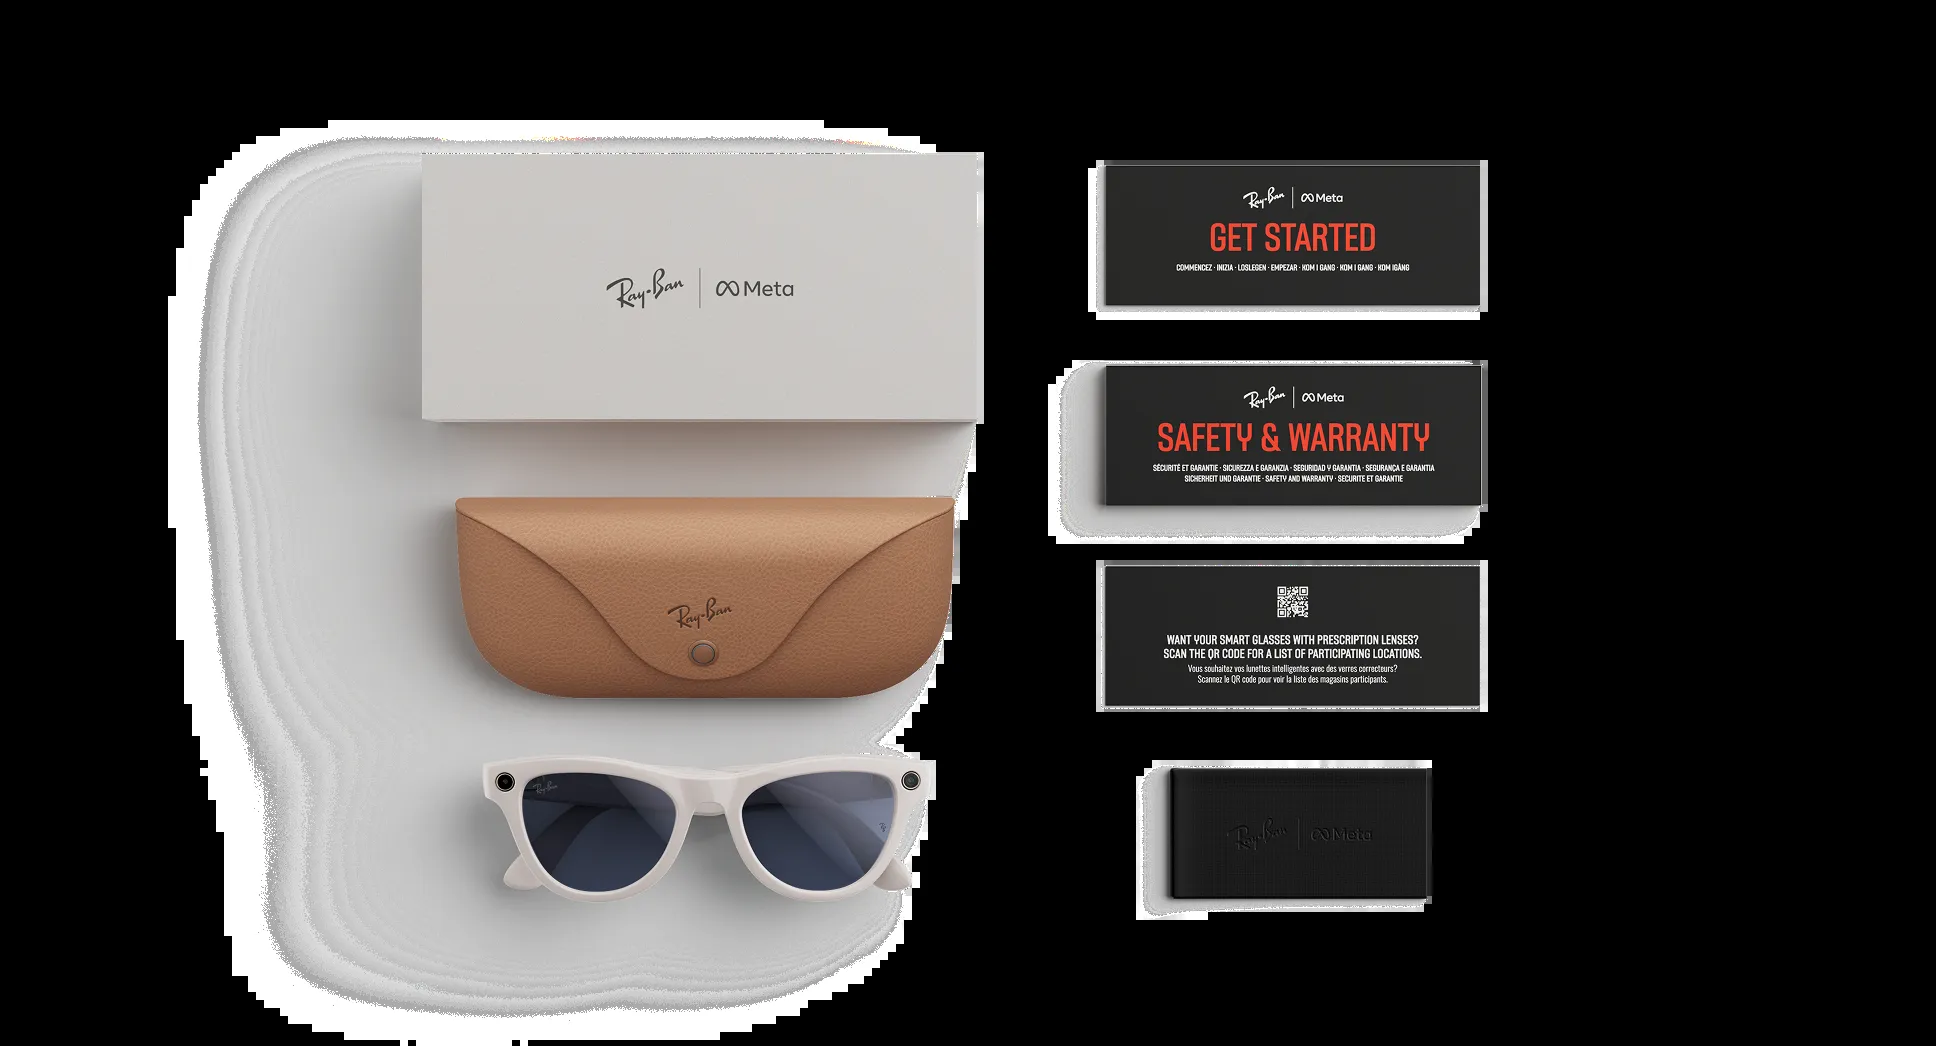 Ray-Ban | Meta
Ray-Ban
Ray-Ban
Ray-Ban | Meta
GET STARTED
COMMENCEZ · INIZIA · LOSLEGEN · EMPEZAR · KOM I GANG · KOM I GANG · KOM IGÅNG
Ray-Ban | Meta
SAFETY & WARRANTY
SÉCURITÉ ET GARANTIE · SICUREZZA E GARANZIA · SEGURIDAD Y GARANTIA · SEGURANÇA E GARANTIA
SICHERHEIT UND GARANTIE · SAFETY AND WARRANTY · SECURITE ET GARANTIE
WANT YOUR SMART GLASSES WITH PRESCRIPTION LENSES?
SCAN THE QR CODE FOR A LIST OF PARTICIPATING LOCATIONS.
Vous souhaitez vos lunettes intelligentes avec des verres correcteurs?
Scannez le QR code pour voir la liste des magasins participants.
Ray-Ban | Meta